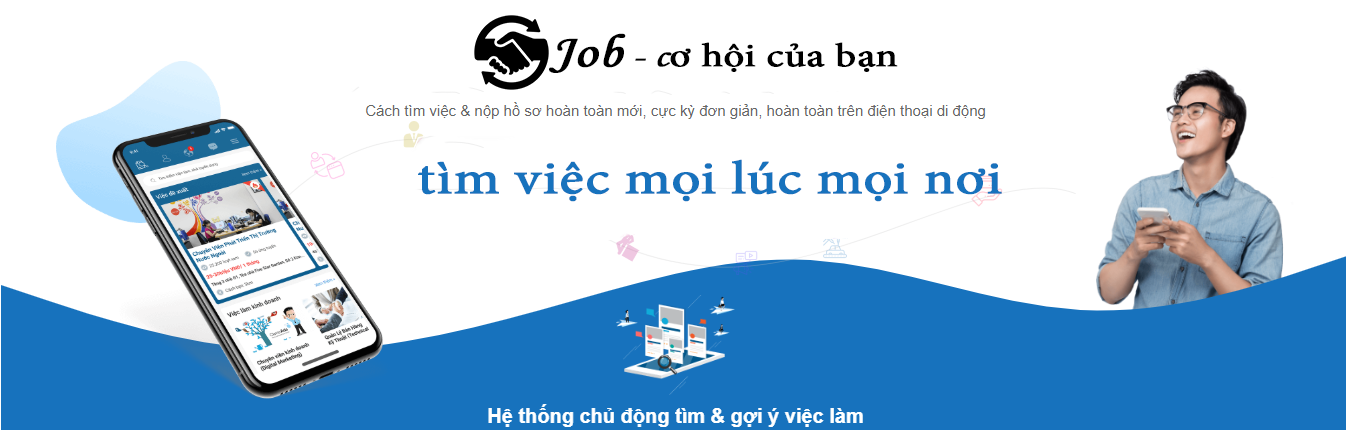 Job - cơ hội của bạn
Cách tìm việc & nộp hồ sơ hoàn toàn mới, cực kỳ đơn giản, hoàn toàn trên điện thoại di động
tìm việc mọi lúc mọi nơi
Việc đề xuất
Chuyên Viên Phát Triển Thị Trường
Nước Ngoài
Việc làm kinh doanh
Chuyên viên kinh doanh
(Digital Marketing)
Quản Lý Bán Hàng
Kỹ Thuật (Technical
Hệ thống chủ động tìm & gợi ý việc làm